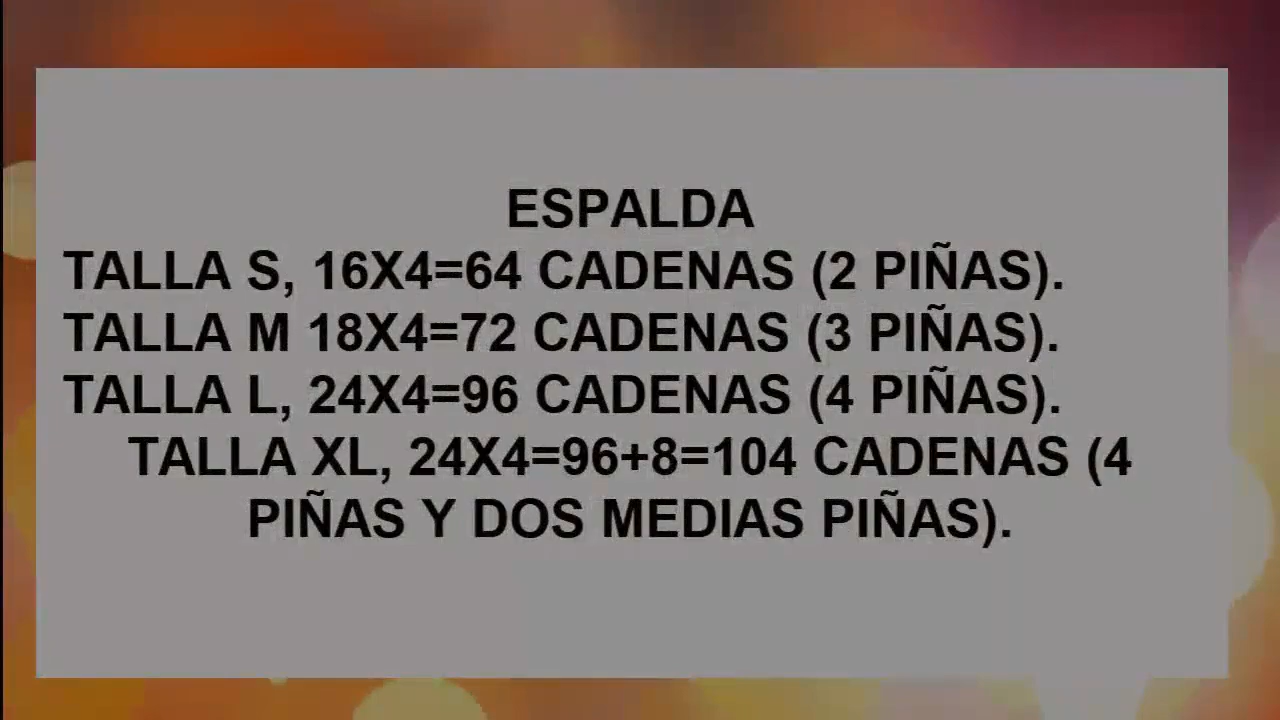 ESPALDA
TALLA S, 16X4=64 CADENAS (2 PIÑAS).
TALLA M 18X4=72 CADENAS (3 PIÑAS).
TALLA L, 24X4=96 CADENAS (4 PIÑAS).
TALLA XL, 24X4=96+8=104 CADENAS (4
PIÑAS Y DOS MEDIAS PIÑAS).